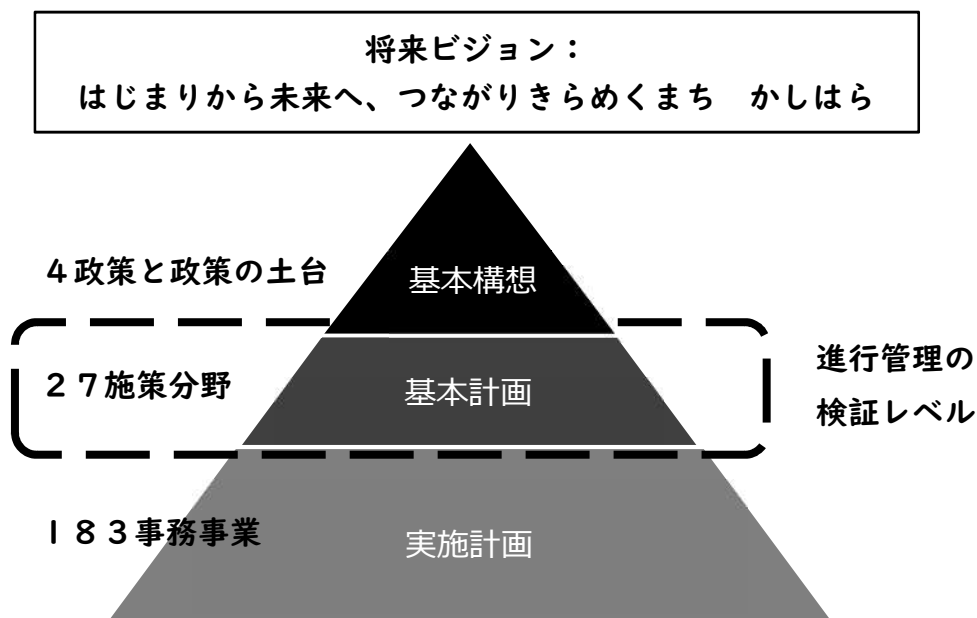 将来ビジョン：
はじまりから未来へ、つながりきらめくまち　かしはら
４政策と政策の土台
基本構想
２７施策分野
基本計画
進行管理の
検証レベル
１８３事務事業
実施計画